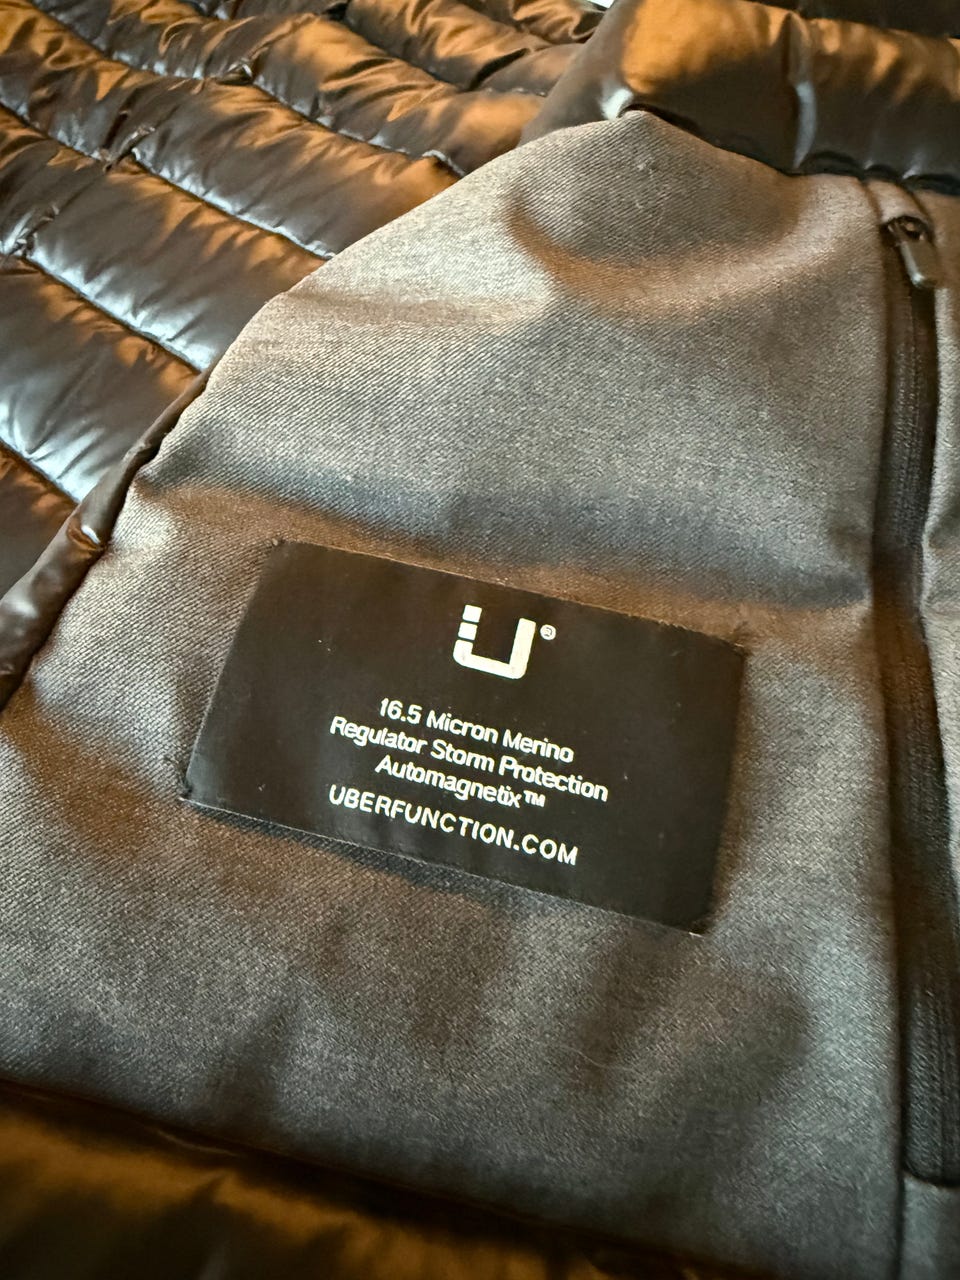 U®
16.5 Micron Merino
Regulator Storm Protection
Automagnetix™
UBERFUNCTION.COM